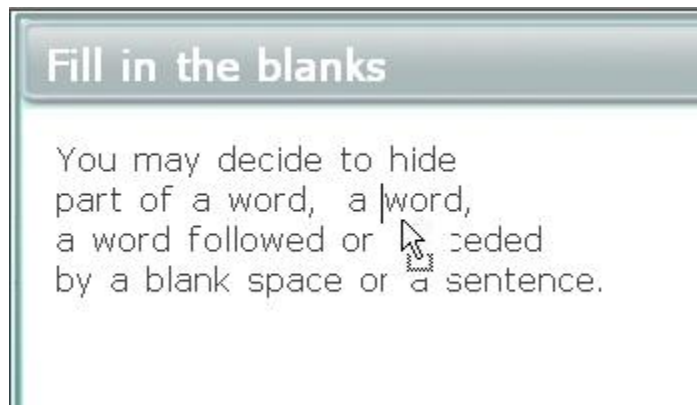 Fill in the blanks
You may decide to hide
part of a word,  a word,
a word followed or ceded
by a blank space or a sentence.